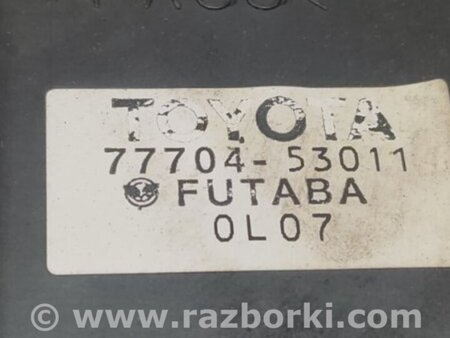 TOYOTA
77704-53011
FUTABA
0L07
© www.razborki.com